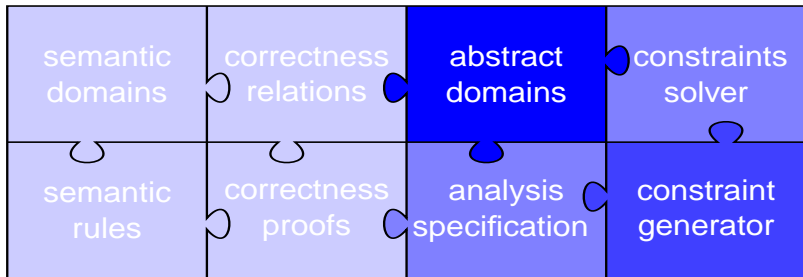 semantic
domains
correctness
relations
abstract
domains
constraints
solver
semantic
rules
correctness
proofs
analysis
specification
constraint
generator